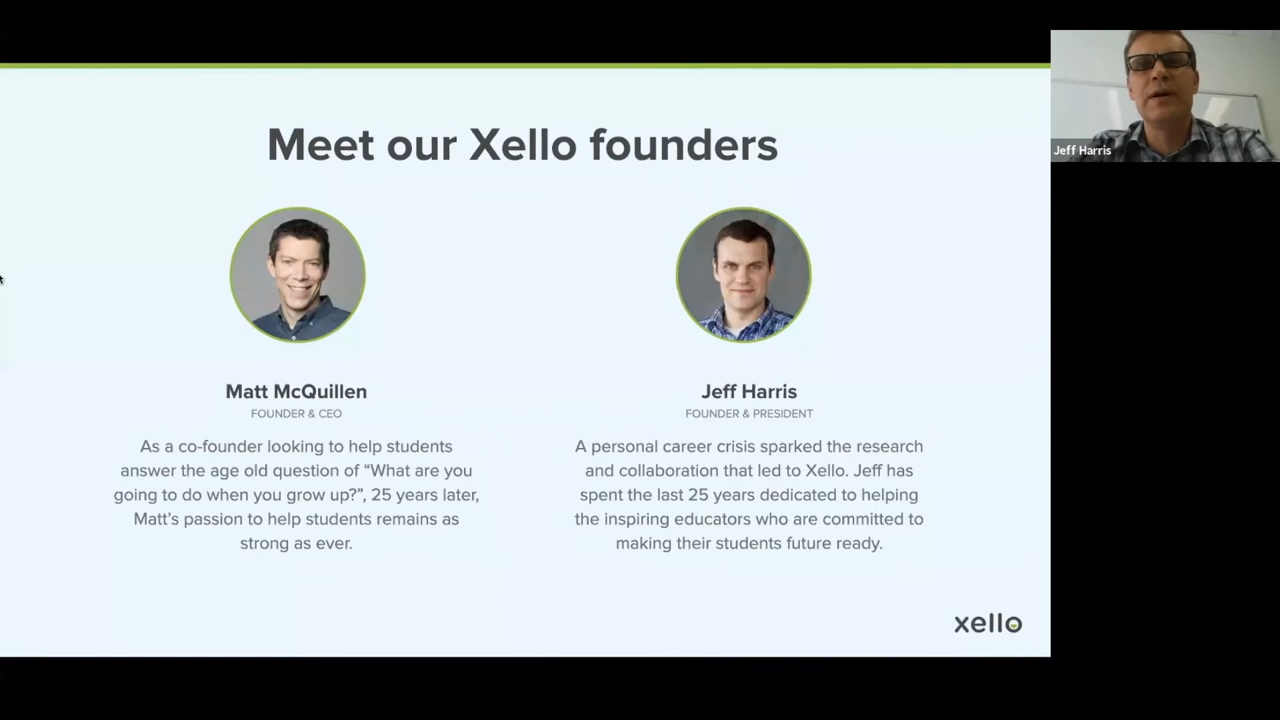 Meet our Xello founders
Jeff Harris
Matt McQuillen
FOUNDER & CEO
As a co-founder looking to help students
answer the age old question of “What are you
going to do when you grow up?”, 25 years later,
Matt’s passion to help students remains as
strong as ever.
Jeff Harris
FOUNDER & PRESIDENT
A personal career crisis sparked the research
and collaboration that led to Xello. Jeff has
spent the last 25 years dedicated to helping
the inspiring educators who are committed to
making their students future ready.
xello